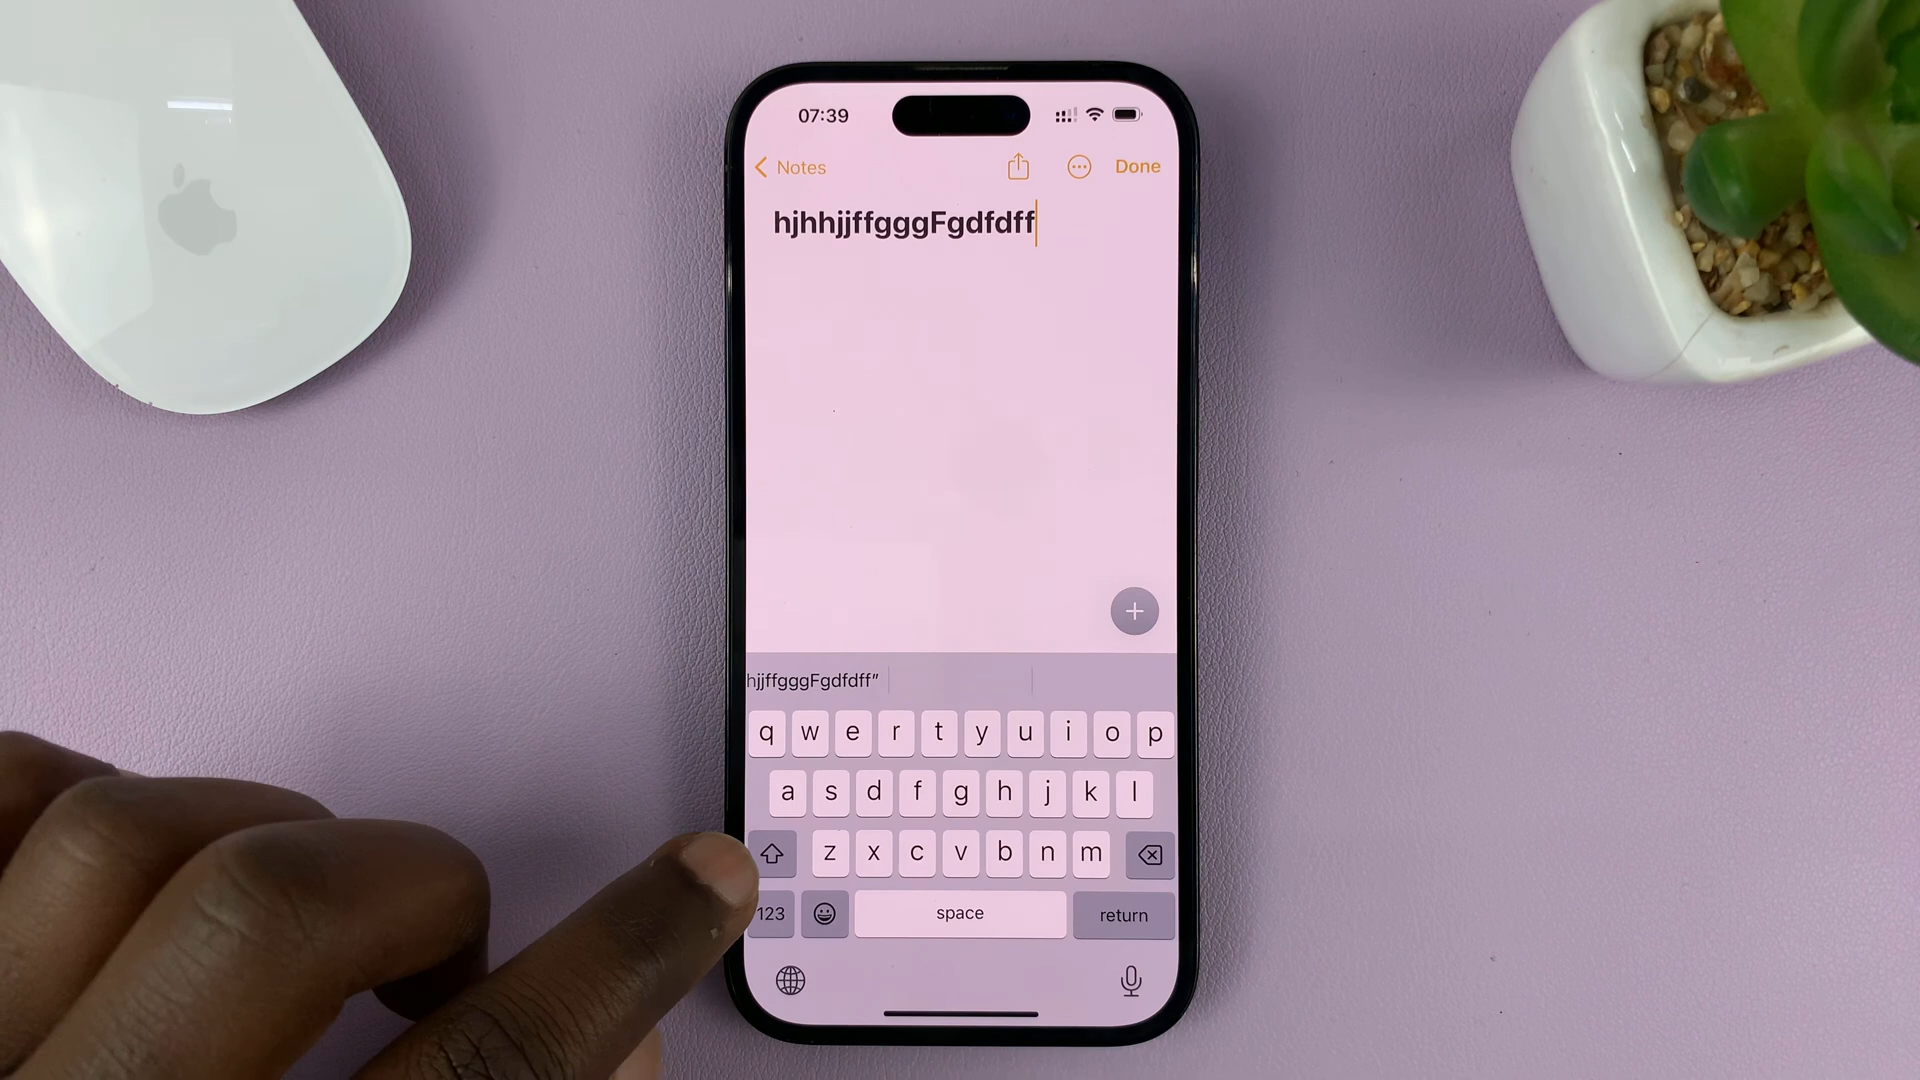 07:39
Notes
Done
hjhhjjffgggFgdfdff
hjjffgggFgdfdff"
q w e r t y u i o p
a s d f g h j k l
z x c v b n m
123 space return